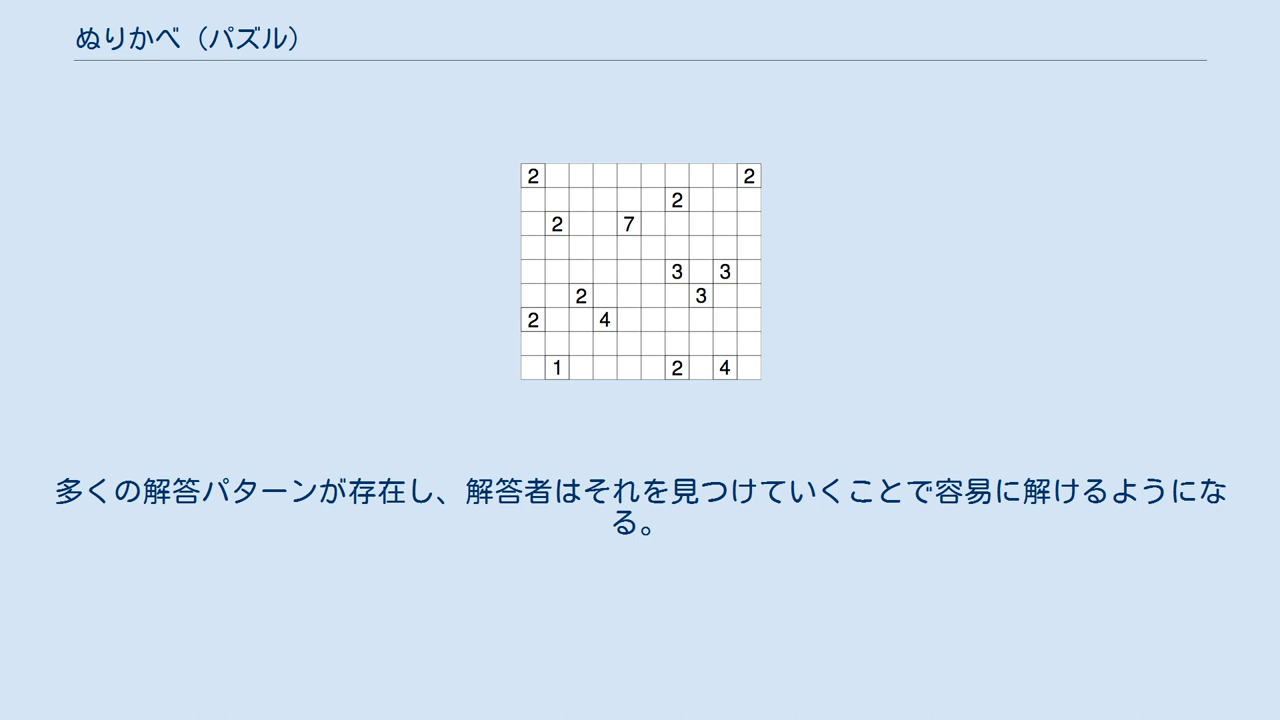 ぬりかべ（パズル）
2 2
2
2 7
3 3
2 3
2 4
1 2 4
多くの解答パターンが存在し、解答者はそれを見つけていくことで容易に解けるようにな
る。